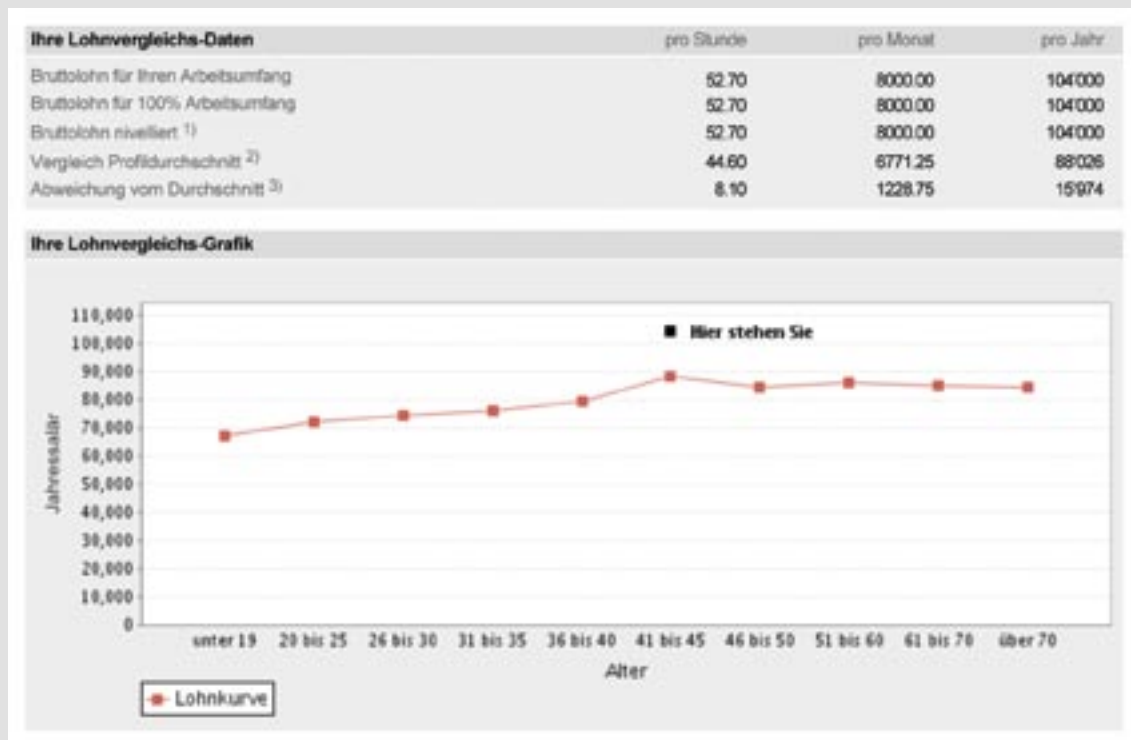 Ihre Lohnvergleichs-Daten pro Stunde pro Monat pro Jahr
Bruttolohn für Ihren Arbeitsumfang 52.70 8000.00 104'000
Bruttolohn für 100% Arbeitsumfang 52.70 8000.00 104'000
Bruttolohn nivelliert 1) 52.70 8000.00 104'000
Vergleich Profildurchschnitt 2) 44.60 6771.25 88'026
Abweichung vom Durchschnitt 3) 8.10 1228.75 15'974
Ihre Lohnvergleichs-Grafik
110,000
100,000
90,000
80,000
70,000
60,000
50,000
40,000
30,000
20,000
10,000
0
Jahressalär
Hier stehen Sie
unter 19 20 bis 25 26 bis 30 31 bis 35 36 bis 40 41 bis 45 46 bis 50 51 bis 60 61 bis 70 über 70
Alter
Lohnkurve